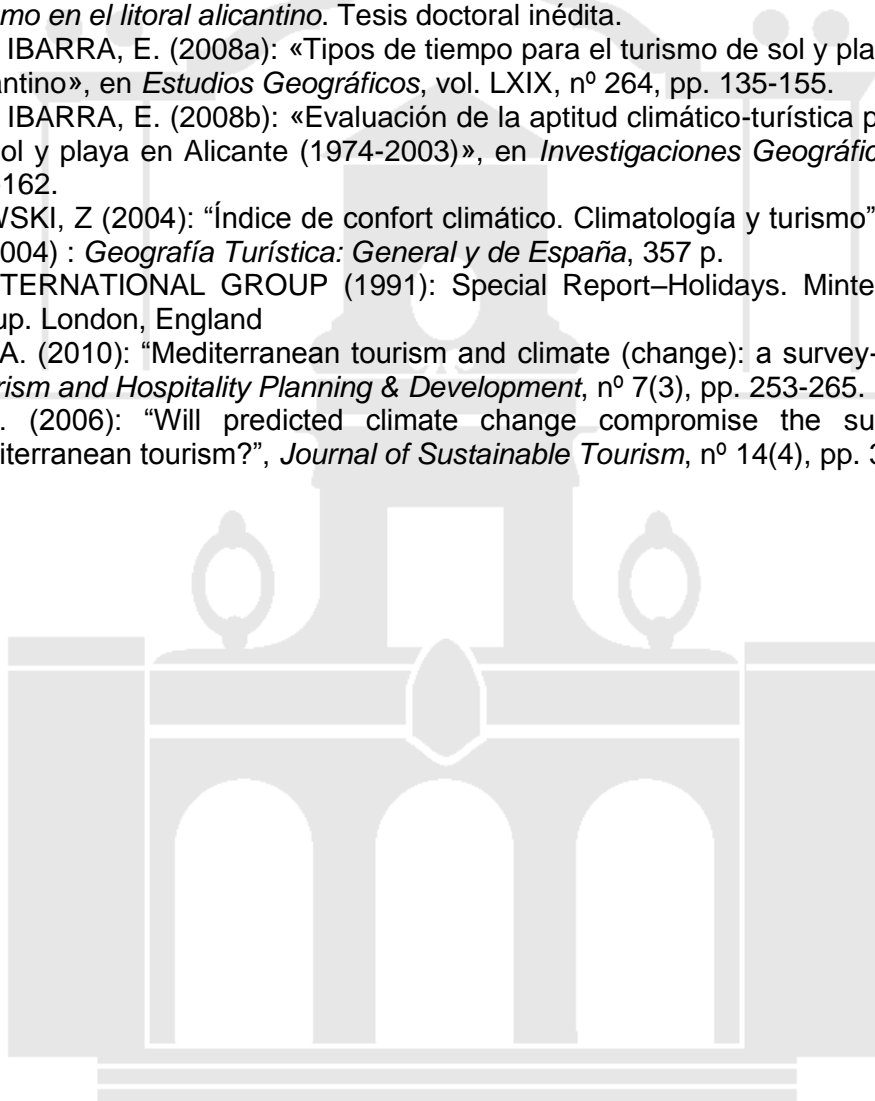 mo en el litoral alicantino. Tesis doctoral inédita.
IBARRA, E. (2008a): «Tipos de tiempo para el turismo de sol y pla
antino», en Estudios Geográficos, vol. LXIX, nº 264, pp. 135-155.
IBARRA, E. (2008b): «Evaluación de la aptitud climático-turística p
ol y playa en Alicante (1974-2003)», en Investigaciones Geográfic
162.
WSKI, Z (2004): “Índice de confort climático. Climatología y turismo”
004) : Geografía Turística: General y de España, 357 p.
TERNATIONAL GROUP (1991): Special Report–Holidays. Minte
up. London, England
A. (2010): “Mediterranean tourism and climate (change): a survey-
rism and Hospitality Planning & Development, nº 7(3), pp. 253-265.
. (2006): “Will predicted climate change compromise the su
iterranean tourism?”, Journal of Sustainable Tourism, nº 14(4), pp. 3